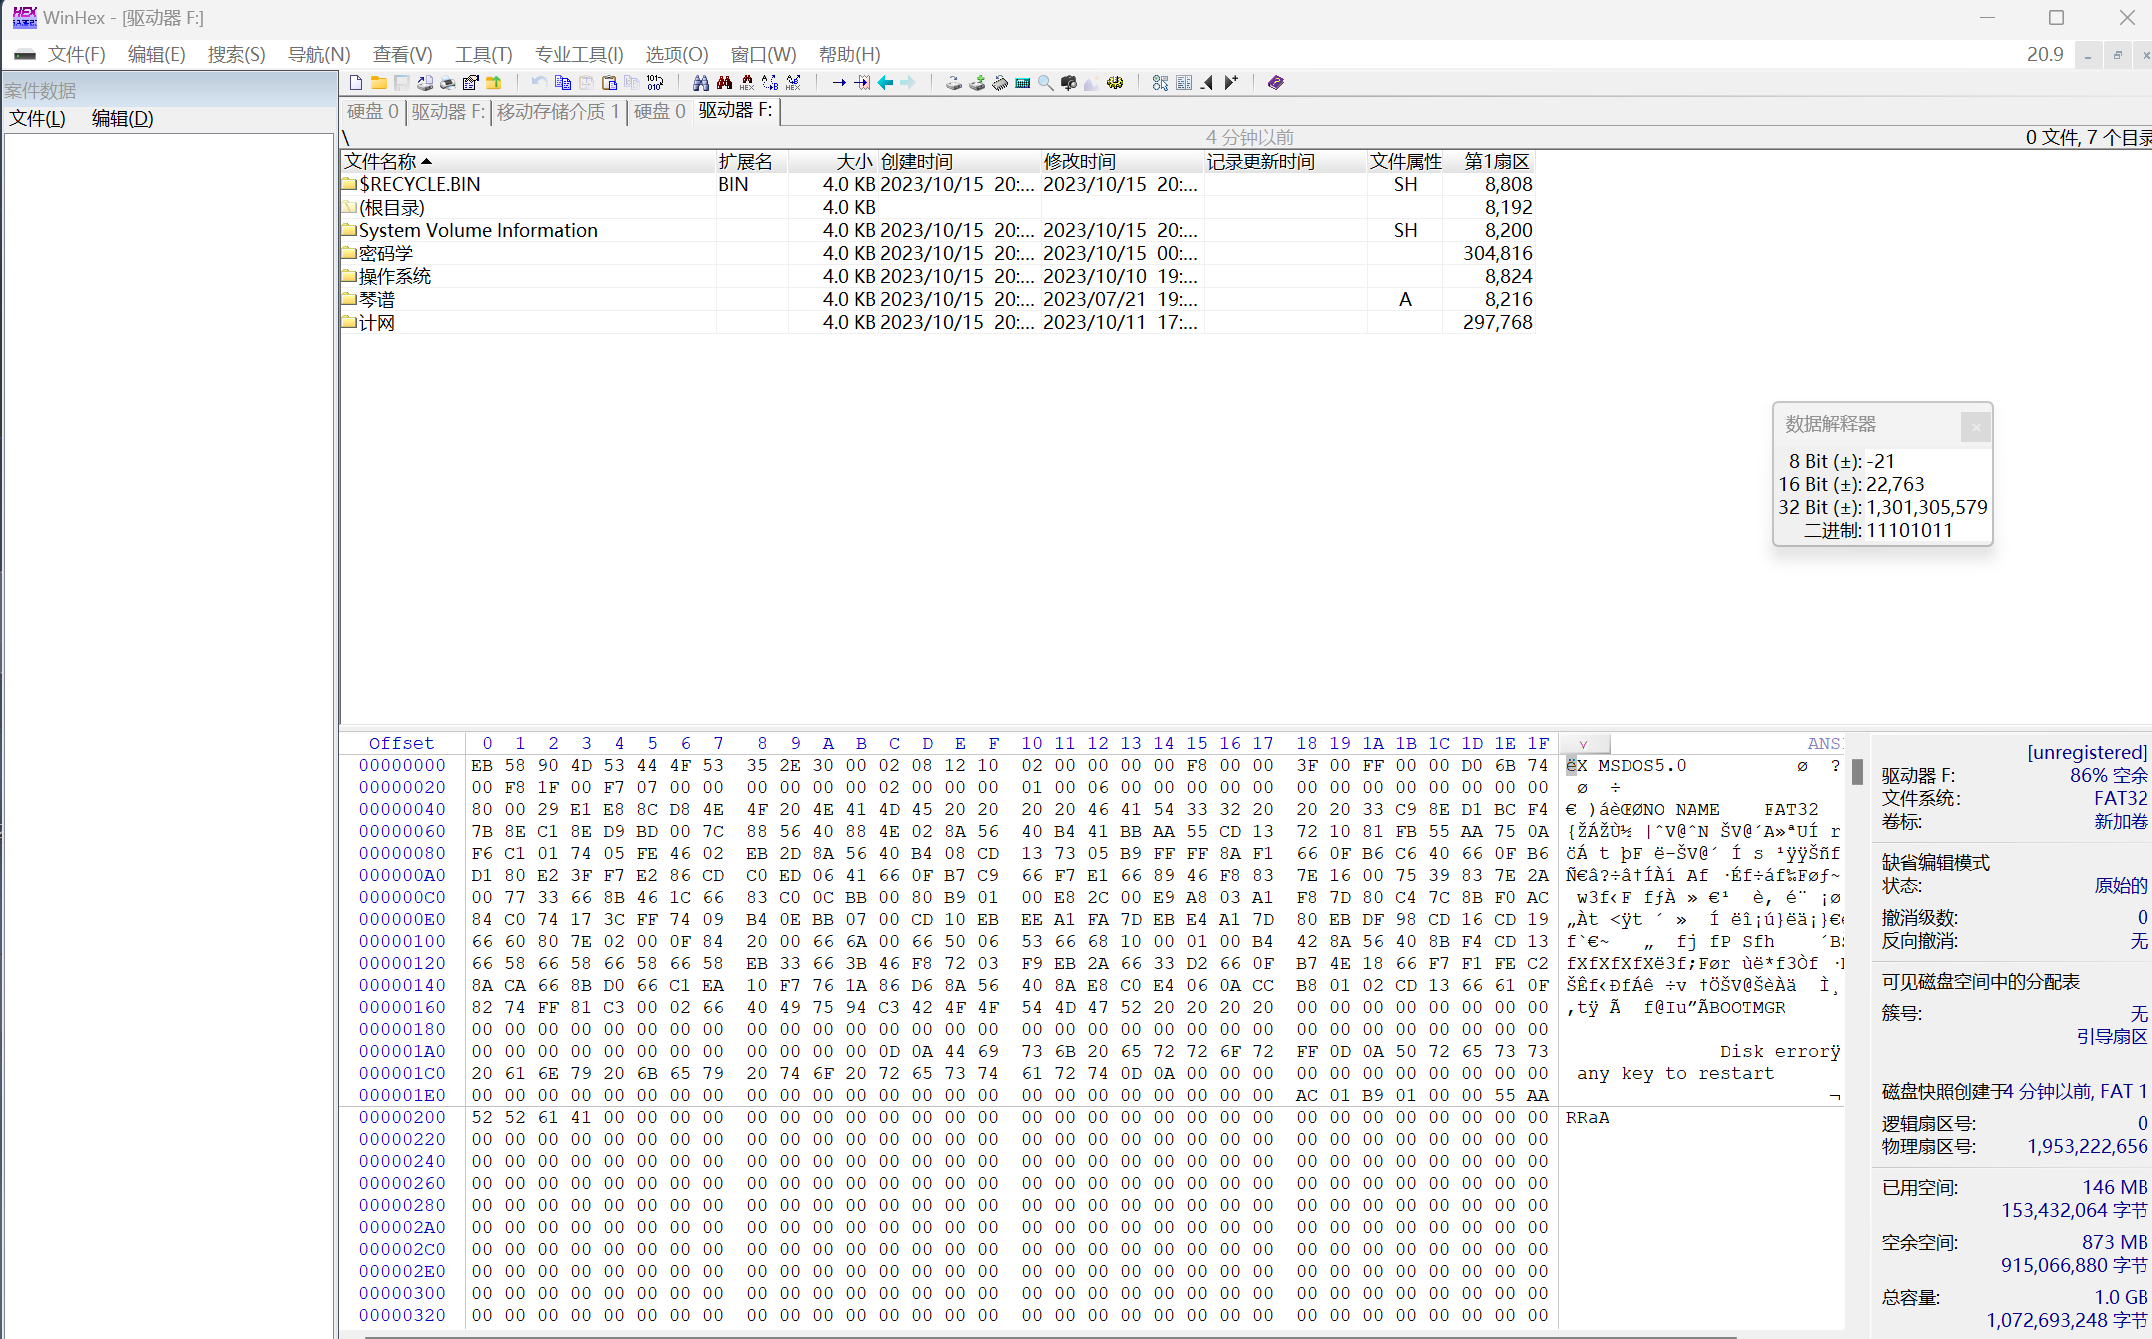 WinHex - [驱动器 F:]
文件(F) 编辑(E) 搜索(S) 导航(N) 查看(V) 工具(T) 专业工具(I) 选项(O) 窗口(W) 帮助(H) 20.9
案件数据
文件(L) 编辑(D)
硬盘 0 驱动器 F: 移动存储介质 1 硬盘 0 驱动器 F:
\ 4 分钟以前 0 文件, 7 个目录
文件名称 扩展名 大小 创建时间 修改时间 记录更新时间 文件属性 第1扇区
$RECYCLE.BIN BIN 4.0 KB 2023/10/15 20:... 2023/10/15 20:... SH 8,808
(根目录) 4.0 KB 8,192
System Volume Information 4.0 KB 2023/10/15 20:... 2023/10/15 20:... SH 8,200
密码学 4.0 KB 2023/10/15 20:... 2023/10/15 00:... 304,816
操作系统 4.0 KB 2023/10/15 20:... 2023/10/10 19:... 8,824
琴谱 4.0 KB 2023/10/15 20:... 2023/07/21 19:... A 8,216
计网 4.0 KB 2023/10/15 20:... 2023/10/11 17:... 297,768
数据解释器
8 Bit (±): -21
16 Bit (±): 22,763
32 Bit (±): 1,301,305,579
二进制: 11101011
Offset 0 1 2 3 4 5 6 7 8 9 A B C D E F 10 11 12 13 14 15 16 17 18 19 1A 1B 1C 1D 1E 1F ANSI
00000000 EB 58 90 4D 53 44 4F 53 35 2E 30 00 02 08 12 10 02 00 00 00 00 F8 00 00 3F 00 FF 00 00 D0 6B 74 ëX MSDOS5.0 ø ?
00000020 00 F8 1F 00 F7 07 00 00 00 00 00 00 02 00 00 00 01 00 06 00 00 00 00 00 00 00 00 00 00 00 00 00 ø ÷
00000040 80 00 29 E1 E8 8C D8 4E 4F 20 4E 41 4D 45 20 20 20 20 46 41 54 33 32 20 20 20 33 C9 8E D1 BC F4 € )áèŒØNO NAME FAT32
00000060 7B 8E C1 8E D9 BD 00 7C 88 56 40 88 4E 02 8A 56 40 B4 41 BB AA 55 CD 13 72 10 81 FB 55 AA 75 0A {ŽÁŽÙ½ |ˆV@ˆN ŠV@´A»ªUÍ r
00000080 F6 C1 01 74 05 FE 46 02 EB 2D 8A 56 40 B4 08 CD 13 73 05 B9 FF FF 8A F1 66 0F B6 C6 40 66 0F B6 öÁ t þF ë-ŠV@´ Í s ¹ÿÿŠñf
000000A0 D1 80 E2 3F F7 E2 86 CD C0 ED 06 41 66 0F B7 C9 66 F7 E1 66 89 46 F8 83 7E 16 00 75 39 83 7E 2A Ñ€â?÷â†ÍÀí Af ·Éf÷áf‰Føƒ~
000000C0 00 77 33 66 8B 46 1C 66 83 C0 0C BB 00 80 B9 01 00 E8 2C 00 E9 A8 03 A1 F8 7D 80 C4 7C 8B F0 AC w3f‹F fƒÀ » €¹ è, é¨ ¡ø
000000E0 84 C0 74 17 3C FF 74 09 B4 0E BB 07 00 CD 10 EB EE A1 FA 7D EB E4 A1 7D 80 EB DF 98 CD 16 CD 19 „Àt <ÿt ´ » Í ëî¡ú}ëä¡}€ë
00000100 66 60 80 7E 02 00 0F 84 20 00 66 6A 00 66 50 06 53 66 68 10 00 01 00 B4 42 8A 56 40 8B F4 CD 13 f`€~ „ fj fP Sfh ´BŠ
00000120 66 58 66 58 66 58 66 58 EB 33 66 3B 46 F8 72 03 F9 EB 2A 66 33 D2 66 0F B7 4E 18 66 F7 F1 FE C2 fXfXfXfXë3f;Før ùë*f3Òf ·
00000140 8A CA 66 8B D0 66 C1 EA 10 F7 76 1A 86 D6 8A 56 40 8A E8 C0 E4 06 0A CC B8 01 02 CD 13 66 61 0F ŠÊf‹ÐfÁê ÷v †ÖŠV@ŠèÀä Ì¸
00000160 82 74 FF 81 C3 00 02 66 40 49 75 94 C3 42 4F 4F 54 4D 47 52 20 20 20 20 00 00 00 00 00 00 00 00 ‚tÿ Ã f@Iu”ÃBOOTMGR
00000180 00 00 00 00 00 00 00 00 00 00 00 00 00 00 00 00 00 00 00 00 00 00 00 00 00 00 00 00 00 00 00 00
000001A0 00 00 00 00 00 00 00 00 00 00 00 00 0D 0A 44 69 73 6B 20 65 72 72 6F 72 FF 0D 0A 50 72 65 73 73 Disk errorÿ
000001C0 20 61 6E 79 20 6B 65 79 20 74 6F 20 72 65 73 74 61 72 74 0D 0A 00 00 00 00 00 00 00 00 00 00 00 any key to restart
000001E0 00 00 00 00 00 00 00 00 00 00 00 00 00 00 00 00 00 00 00 00 00 00 00 00 AC 01 B9 01 00 00 55 AA ¬
00000200 52 52 61 41 00 00 00 00 00 00 00 00 00 00 00 00 00 00 00 00 00 00 00 00 00 00 00 00 00 00 00 00 RRaA
00000220 00 00 00 00 00 00 00 00 00 00 00 00 00 00 00 00 00 00 00 00 00 00 00 00 00 00 00 00 00 00 00 00
00000240 00 00 00 00 00 00 00 00 00 00 00 00 00 00 00 00 00 00 00 00 00 00 00 00 00 00 00 00 00 00 00 00
00000260 00 00 00 00 00 00 00 00 00 00 00 00 00 00 00 00 00 00 00 00 00 00 00 00 00 00 00 00 00 00 00 00
00000280 00 00 00 00 00 00 00 00 00 00 00 00 00 00 00 00 00 00 00 00 00 00 00 00 00 00 00 00 00 00 00 00
000002A0 00 00 00 00 00 00 00 00 00 00 00 00 00 00 00 00 00 00 00 00 00 00 00 00 00 00 00 00 00 00 00 00
000002C0 00 00 00 00 00 00 00 00 00 00 00 00 00 00 00 00 00 00 00 00 00 00 00 00 00 00 00 00 00 00 00 00
000002E0 00 00 00 00 00 00 00 00 00 00 00 00 00 00 00 00 00 00 00 00 00 00 00 00 00 00 00 00 00 00 00 00
00000300 00 00 00 00 00 00 00 00 00 00 00 00 00 00 00 00 00 00 00 00 00 00 00 00 00 00 00 00 00 00 00 00
00000320 00 00 00 00 00 00 00 00 00 00 00 00 00 00 00 00 00 00 00 00 00 00 00 00 00 00 00 00 00 00 00 00
[unregistered]
驱动器 F: 86% 空余
文件系统: FAT32
卷标: 新加卷
缺省编辑模式
状态: 原始的
撤消级数: 0
反向撤消: 无
可见磁盘空间中的分配表
簇号: 无
引导扇区
磁盘快照创建于4 分钟以前, FAT 1
逻辑扇区号: 0
物理扇区号: 1,953,222,656
已用空间: 146 MB
153,432,064 字节
空余空间: 873 MB
915,066,880 字节
总容量: 1.0 GB
1,072,693,248 字节